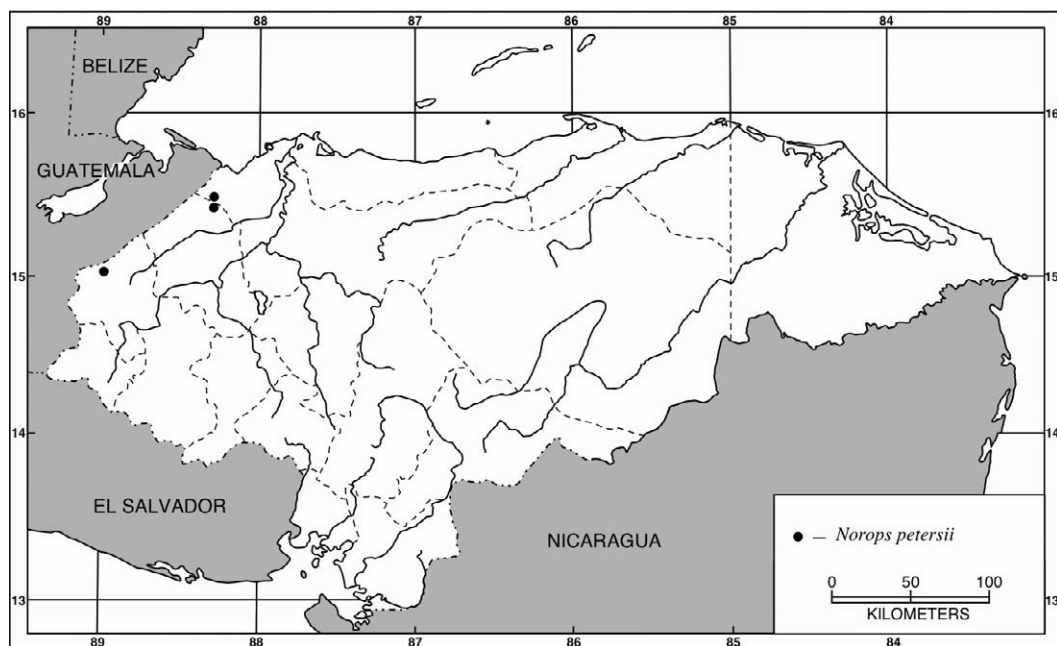 89 88 87 86 85 84
BELIZE
16 16
GUATEMALA
15 15
14 14
EL SALVADOR
NICARAGUA
● – Norops petersii
0 50 100
KILOMETERS
13 13
89 88 87 86 85 84